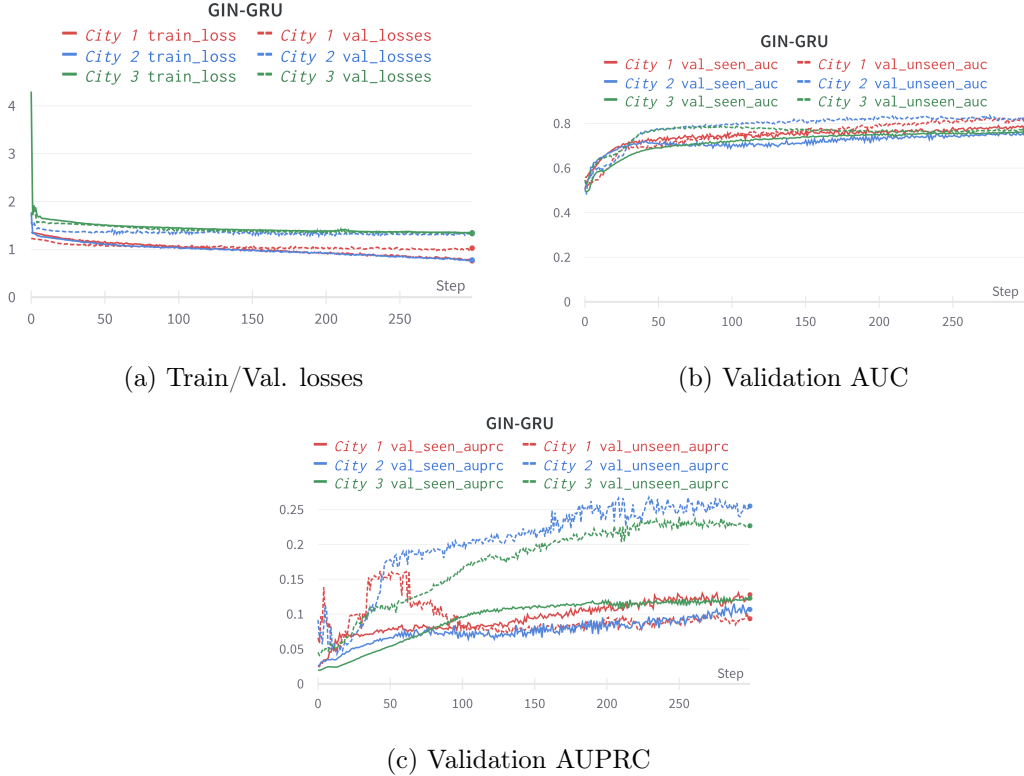 GIN-GRU
City 1 train_loss City 1 val_losses
City 2 train_loss City 2 val_losses
City 3 train_loss City 3 val_losses
4
3
2
1
0
Step
0 50 100 150 200 250
(a) Train/Val. losses
GIN-GRU
City 1 val_seen_auc City 1 val_unseen_auc
City 2 val_seen_auc City 2 val_unseen_auc
City 3 val_seen_auc City 3 val_unseen_auc
0.8
0.6
0.4
0.2
0
Step
0 50 100 150 200 250
(b) Validation AUC
GIN-GRU
City 1 val_seen_auprc City 1 val_unseen_auprc
City 2 val_seen_auprc City 2 val_unseen_auprc
City 3 val_seen_auprc City 3 val_unseen_auprc
0.25
0.2
0.15
0.1
0.05
0
Step
0 50 100 150 200 250
(c) Validation AUPRC